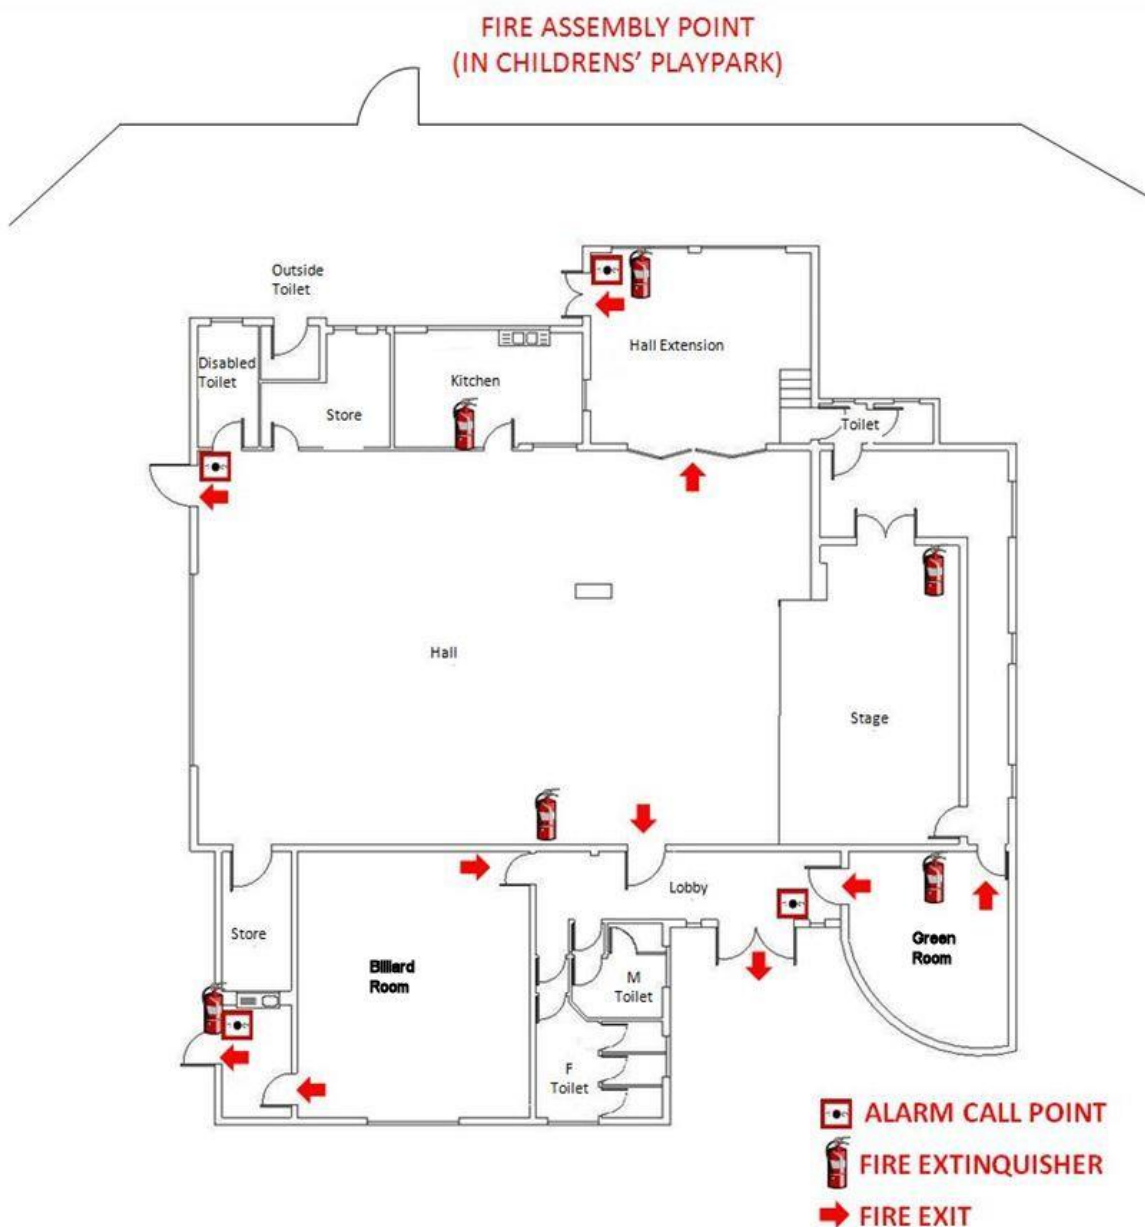 FIRE ASSEMBLY POINT
(IN CHILDRENS' PLAYPARK)
Outside
Toilet
Disabled
Toilet
Store
Kitchen
Hall Extension
Toilet
Hall
Stage
Store
Billiard
Room
Lobby
M
Toilet
F
Toilet
Green
Room
ALARM CALL POINT
FIRE EXTINQUISHER
FIRE EXIT